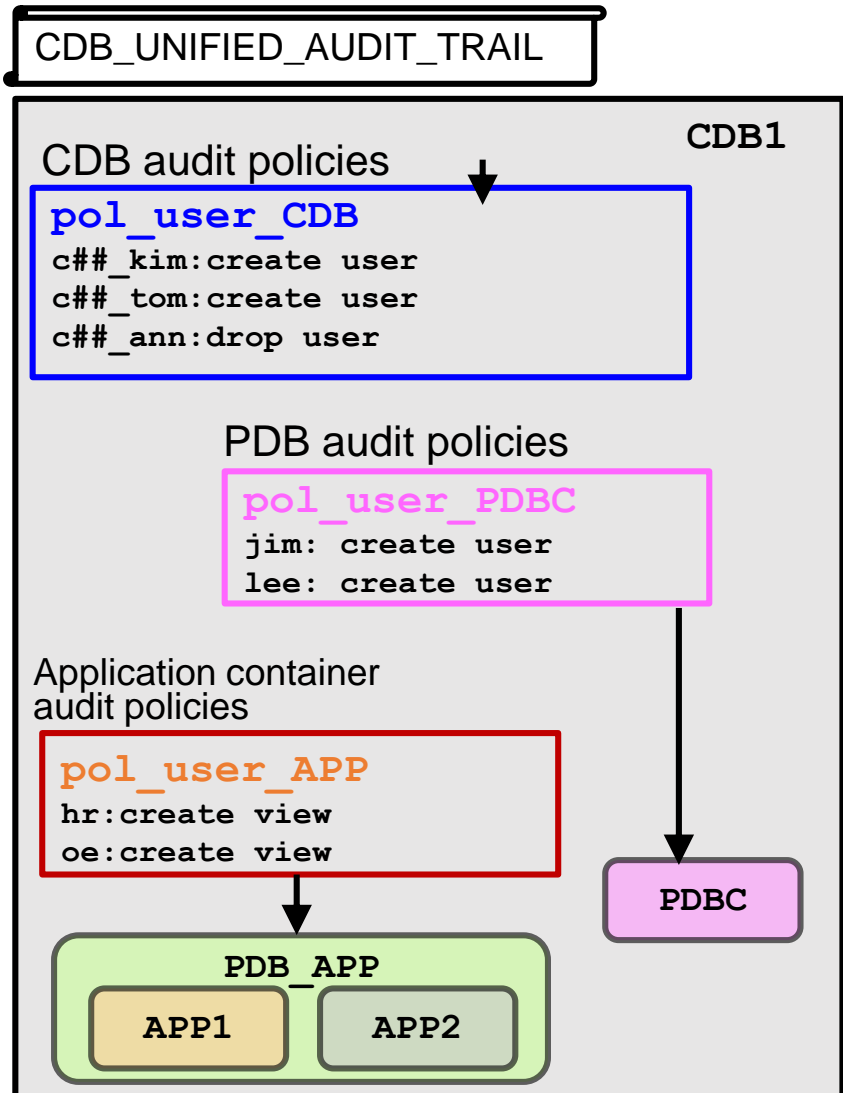 CDB_UNIFIED_AUDIT_TRAIL
CDB1
CDB audit policies
pol_user_CDB
c##_kim:create user
c##_tom:create user
c##_ann:drop user
PDB audit policies
pol_user_PDBC
jim: create user
lee: create user
Application container
audit policies
pol_user_APP
hr:create view
oe:create view
PDBC
PDB_APP
APP1
APP2